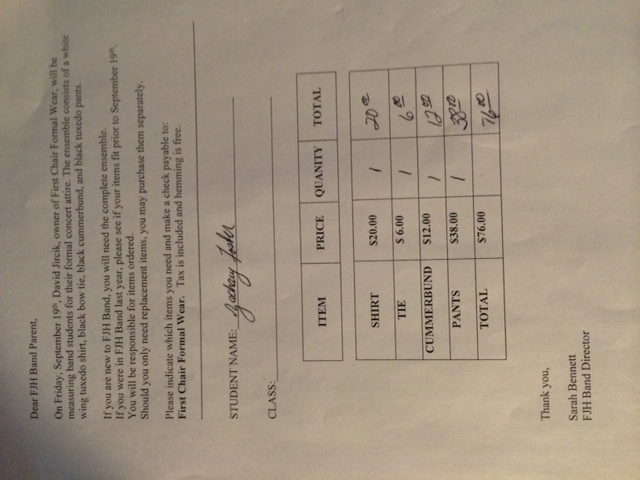 Dear FJH Band Parent,
On Friday, September 19th, David Jircik, owner of First Chair Formal Wear, will be
measuring band students for their formal concert attire. The ensemble consists of a white
wing tuxedo shirt, black bow tie, black cummerbund, and black tuxedo pants.
If you are new to FJH Band, you will need the complete ensemble.
If you were in FJH Band last year, please see if your items fit prior to September 19th.
You will be responsible for items ordered.
Should you only need replacement items, you may purchase them separately.
Please indicate which items you need and make a check payable to:
First Chair Formal Wear. Tax is included and hemming is free.
STUDENT NAME: Zachary Foster
CLASS:
ITEM PRICE QUANITY TOTAL
SHIRT $20.00 1 20 00
TIE $ 6.00 1 6 00
CUMMERBUND $12.00 1 12 00
PANTS $38.00 1 38 00
TOTAL $76.00 76 00
Thank you,
Sarah Bennett
FJH Band Director